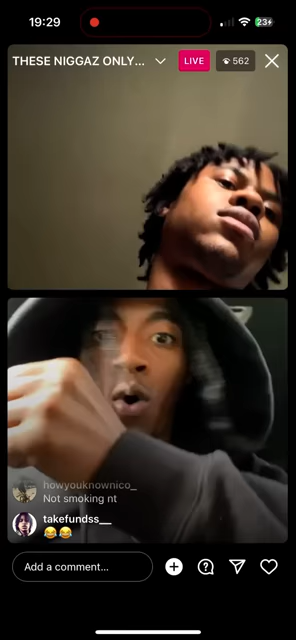 19:29
23
THESE NIGGAZ ONLY...
LIVE
562
howyouknownico_
Not smoking nt
takefundss__
😂😂
Add a comment...